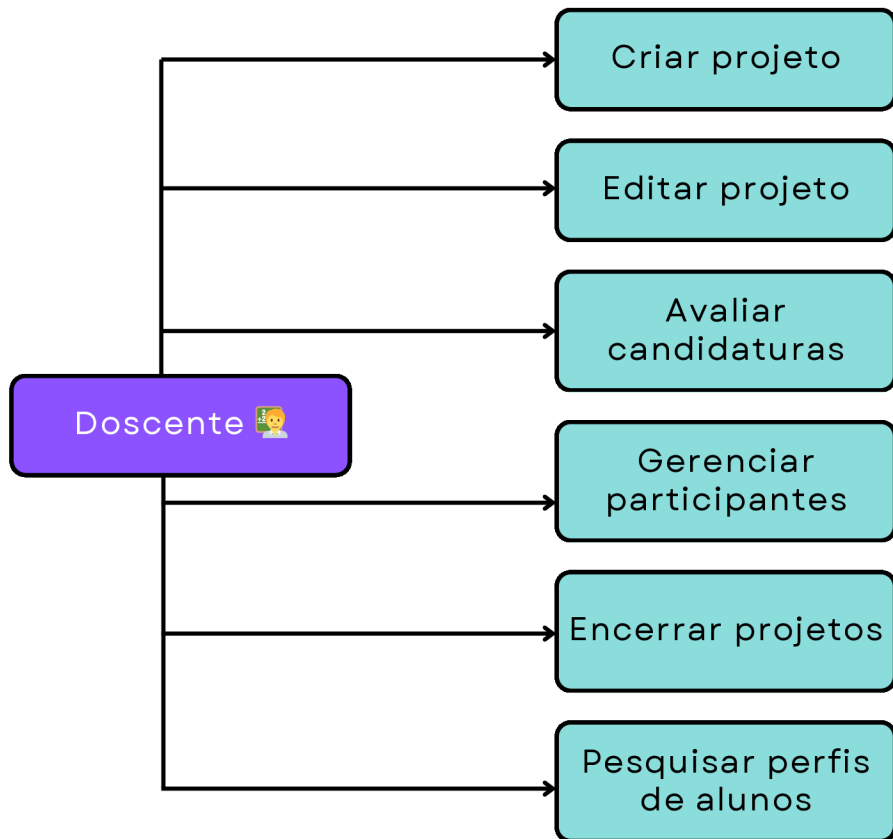 Criar projeto
Editar projeto
Avaliar
candidaturas
Doscente
Gerenciar
participantes
Encerrar projetos
Pesquisar perfis
de alunos